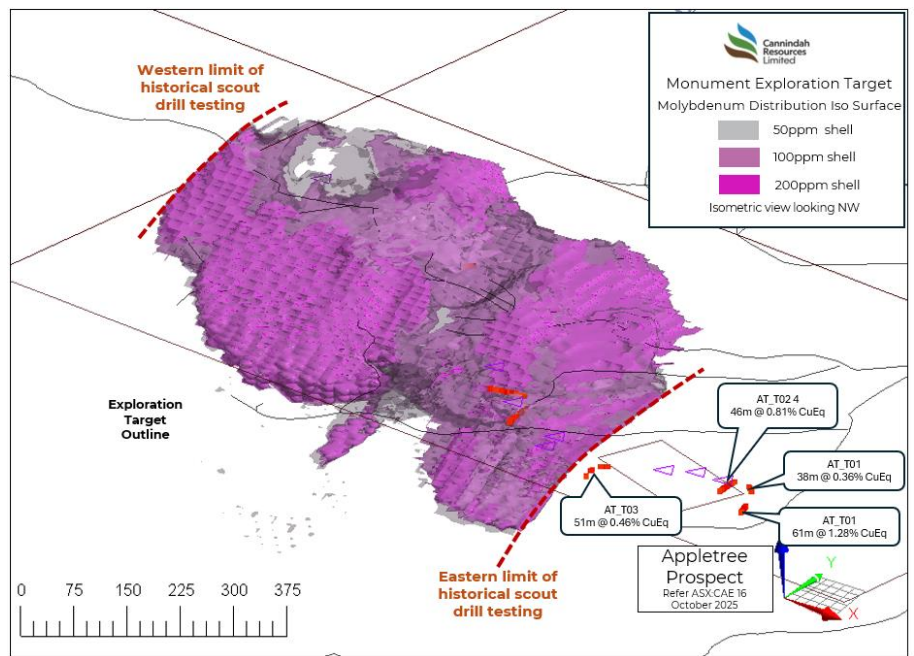 Cannindah
Resources
Limited
Monument Exploration Target
Molybdenum Distribution Iso Surface
50ppm shell
100ppm shell
200ppm shell
Isometric view looking NW
Western limit of
historical scout
drill testing
Exploration
Target
Outline
AT_T02 4
46m @ 0.81% CuEq
AT_T01
38m @ 0.36% CuEq
AT_T03
51m @ 0.46% CuEq
AT_T01
61m @ 1.28% CuEq
Eastern limit of
historical scout
drill testing
Appletree
Prospect
Refer ASX:CAE 16
October 2025
Y
X
0 75 150 225 300 375